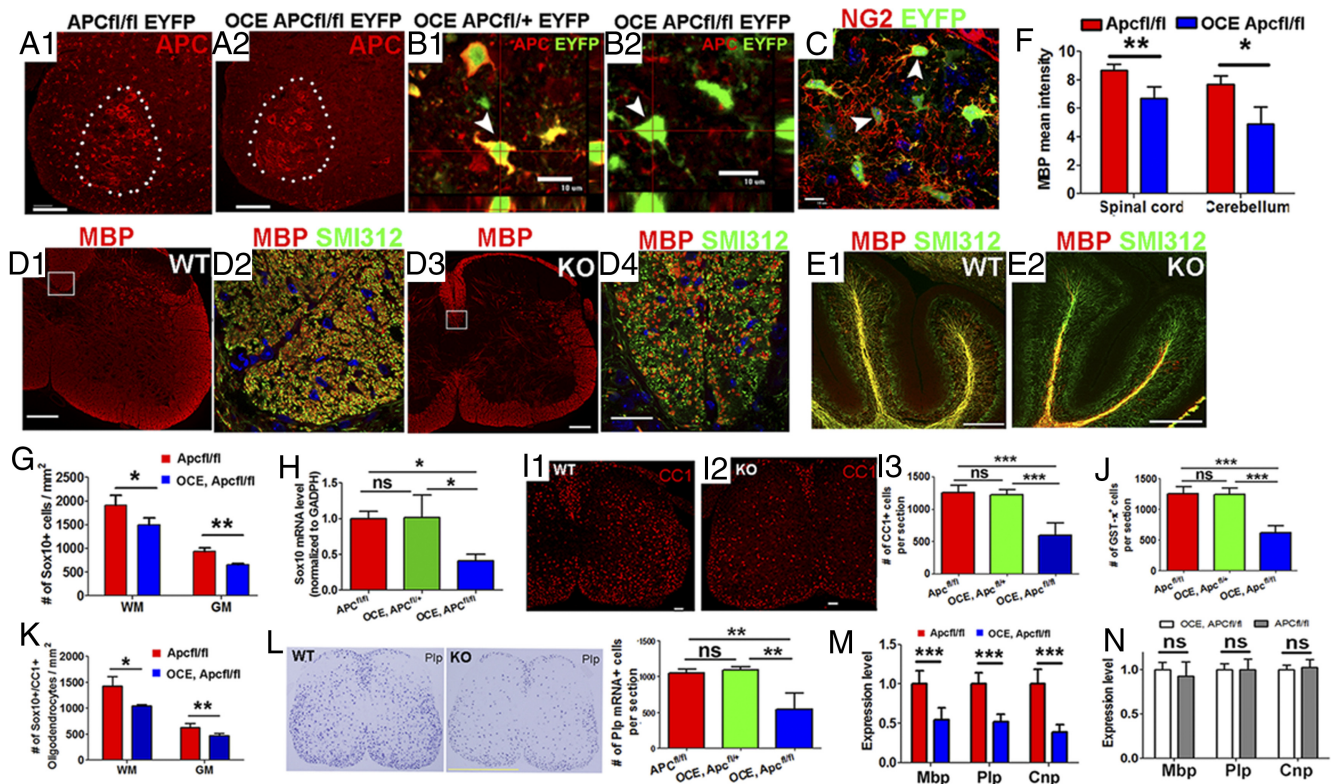 APCfl/fl EYFP
OCE APCfl/fl EYFP
OCE APCfl/+ EYFP
OCE APCfl/fl EYFP
A1
APC
A2
APC
B1
APC EYFP
10 um
B2
APC EYFP
10 um
C
NG2 EYFP
F
Apcfl/fl
OCE Apcfl/fl
MBP mean intensity
10
8
6
4
2
0
**
*
Spinal cord
Cerebellum
D1
MBP
WT
D2
MBP SMI312
D3
MBP
KO
D4
MBP SMI312
E1
MBP SMI312
WT
E2
MBP SMI312
KO
G
Apcfl/fl
OCE, Apcfl/fl
# of Sox10+ cells / mm2
2500
2000
1500
1000
500
0
*
**
WM
GM
H
Sox10 mRNA level
(normalized to GADPH)
1.5
1.0
0.5
0.0
*
ns
*
APCfl/fl
OCE, APCfl/+
OCE, APCfl/fl
I1
WT
CC1
I2
KO
CC1
I3
# of CC1+ cells
per section
1500
1000
500
0
***
ns
***
Apcfl/fl
OCE, Apcfl/+
OCE, Apcfl/fl
J
# of GST-π+ cells
per section
1500
1000
500
0
***
ns
***
Apcfl/fl
OCE, Apcfl/+
OCE, Apcfl/fl
K
Apcfl/fl
OCE, Apcfl/fl
# of Sox10+/CC1+
Oligodendrocytes / mm2
2000
1500
1000
500
0
*
**
WM
GM
L
WT
Plp
KO
Plp
# of Plp mRNA+ cells
per section
1500
1000
500
0
**
ns
**
APCfl/fl
OCE, Apcfl/+
OCE, Apcfl/fl
M
Apcfl/fl
OCE, Apcfl/fl
Expression level
1.5
1.0
0.5
0.0
***
***
***
Mbp
Plp
Cnp
N
OCE, APCfl/fl
APCfl/fl
Expression level
1.0
0.5
0.0
ns
ns
ns
Mbp
Plp
Cnp